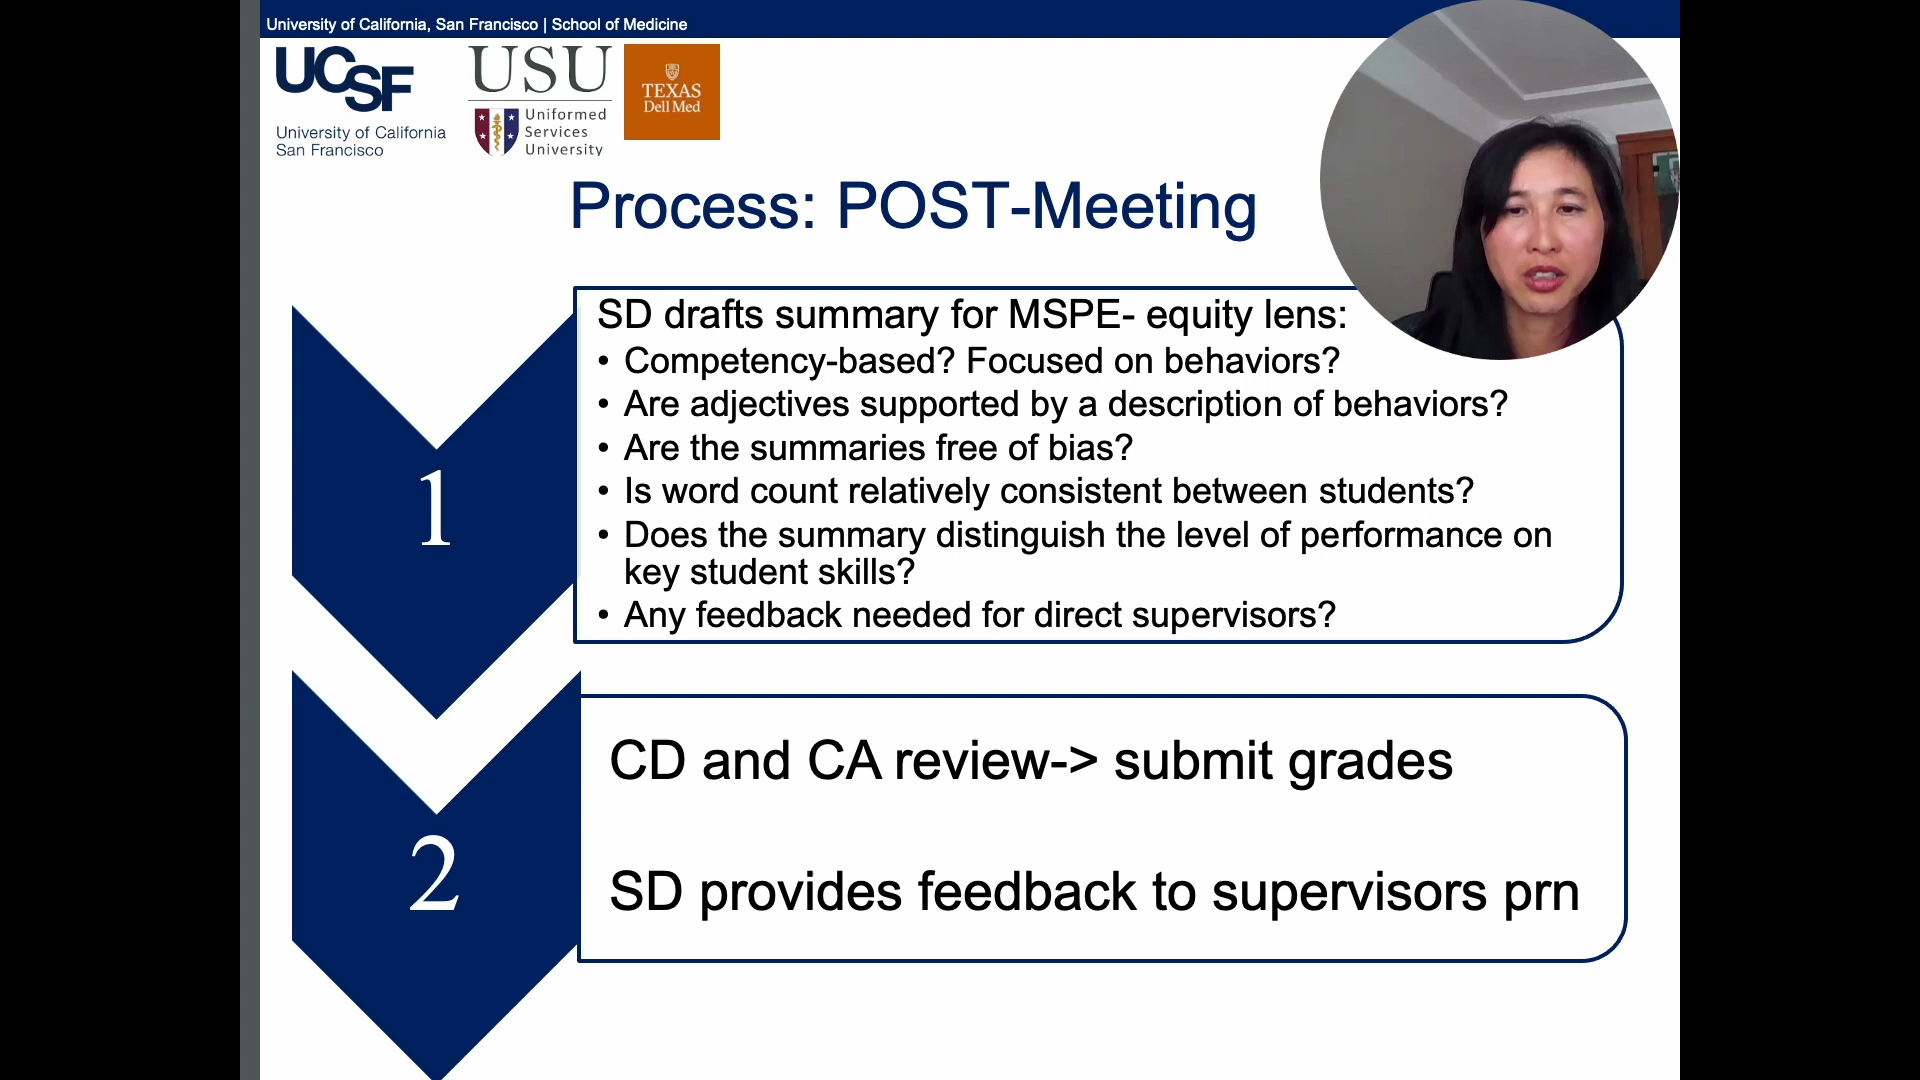 University of California, San Francisco | School of Medicine
UCSF
University of California
San Francisco
USU
Uniformed
Services
University
TEXAS
Dell Med
Process: POST-Meeting
1
SD drafts summary for MSPE- equity lens:
• Competency-based? Focused on behaviors?
• Are adjectives supported by a description of behaviors?
• Are the summaries free of bias?
• Is word count relatively consistent between students?
• Does the summary distinguish the level of performance on
key student skills?
• Any feedback needed for direct supervisors?
2
CD and CA review-> submit grades
SD provides feedback to supervisors prn